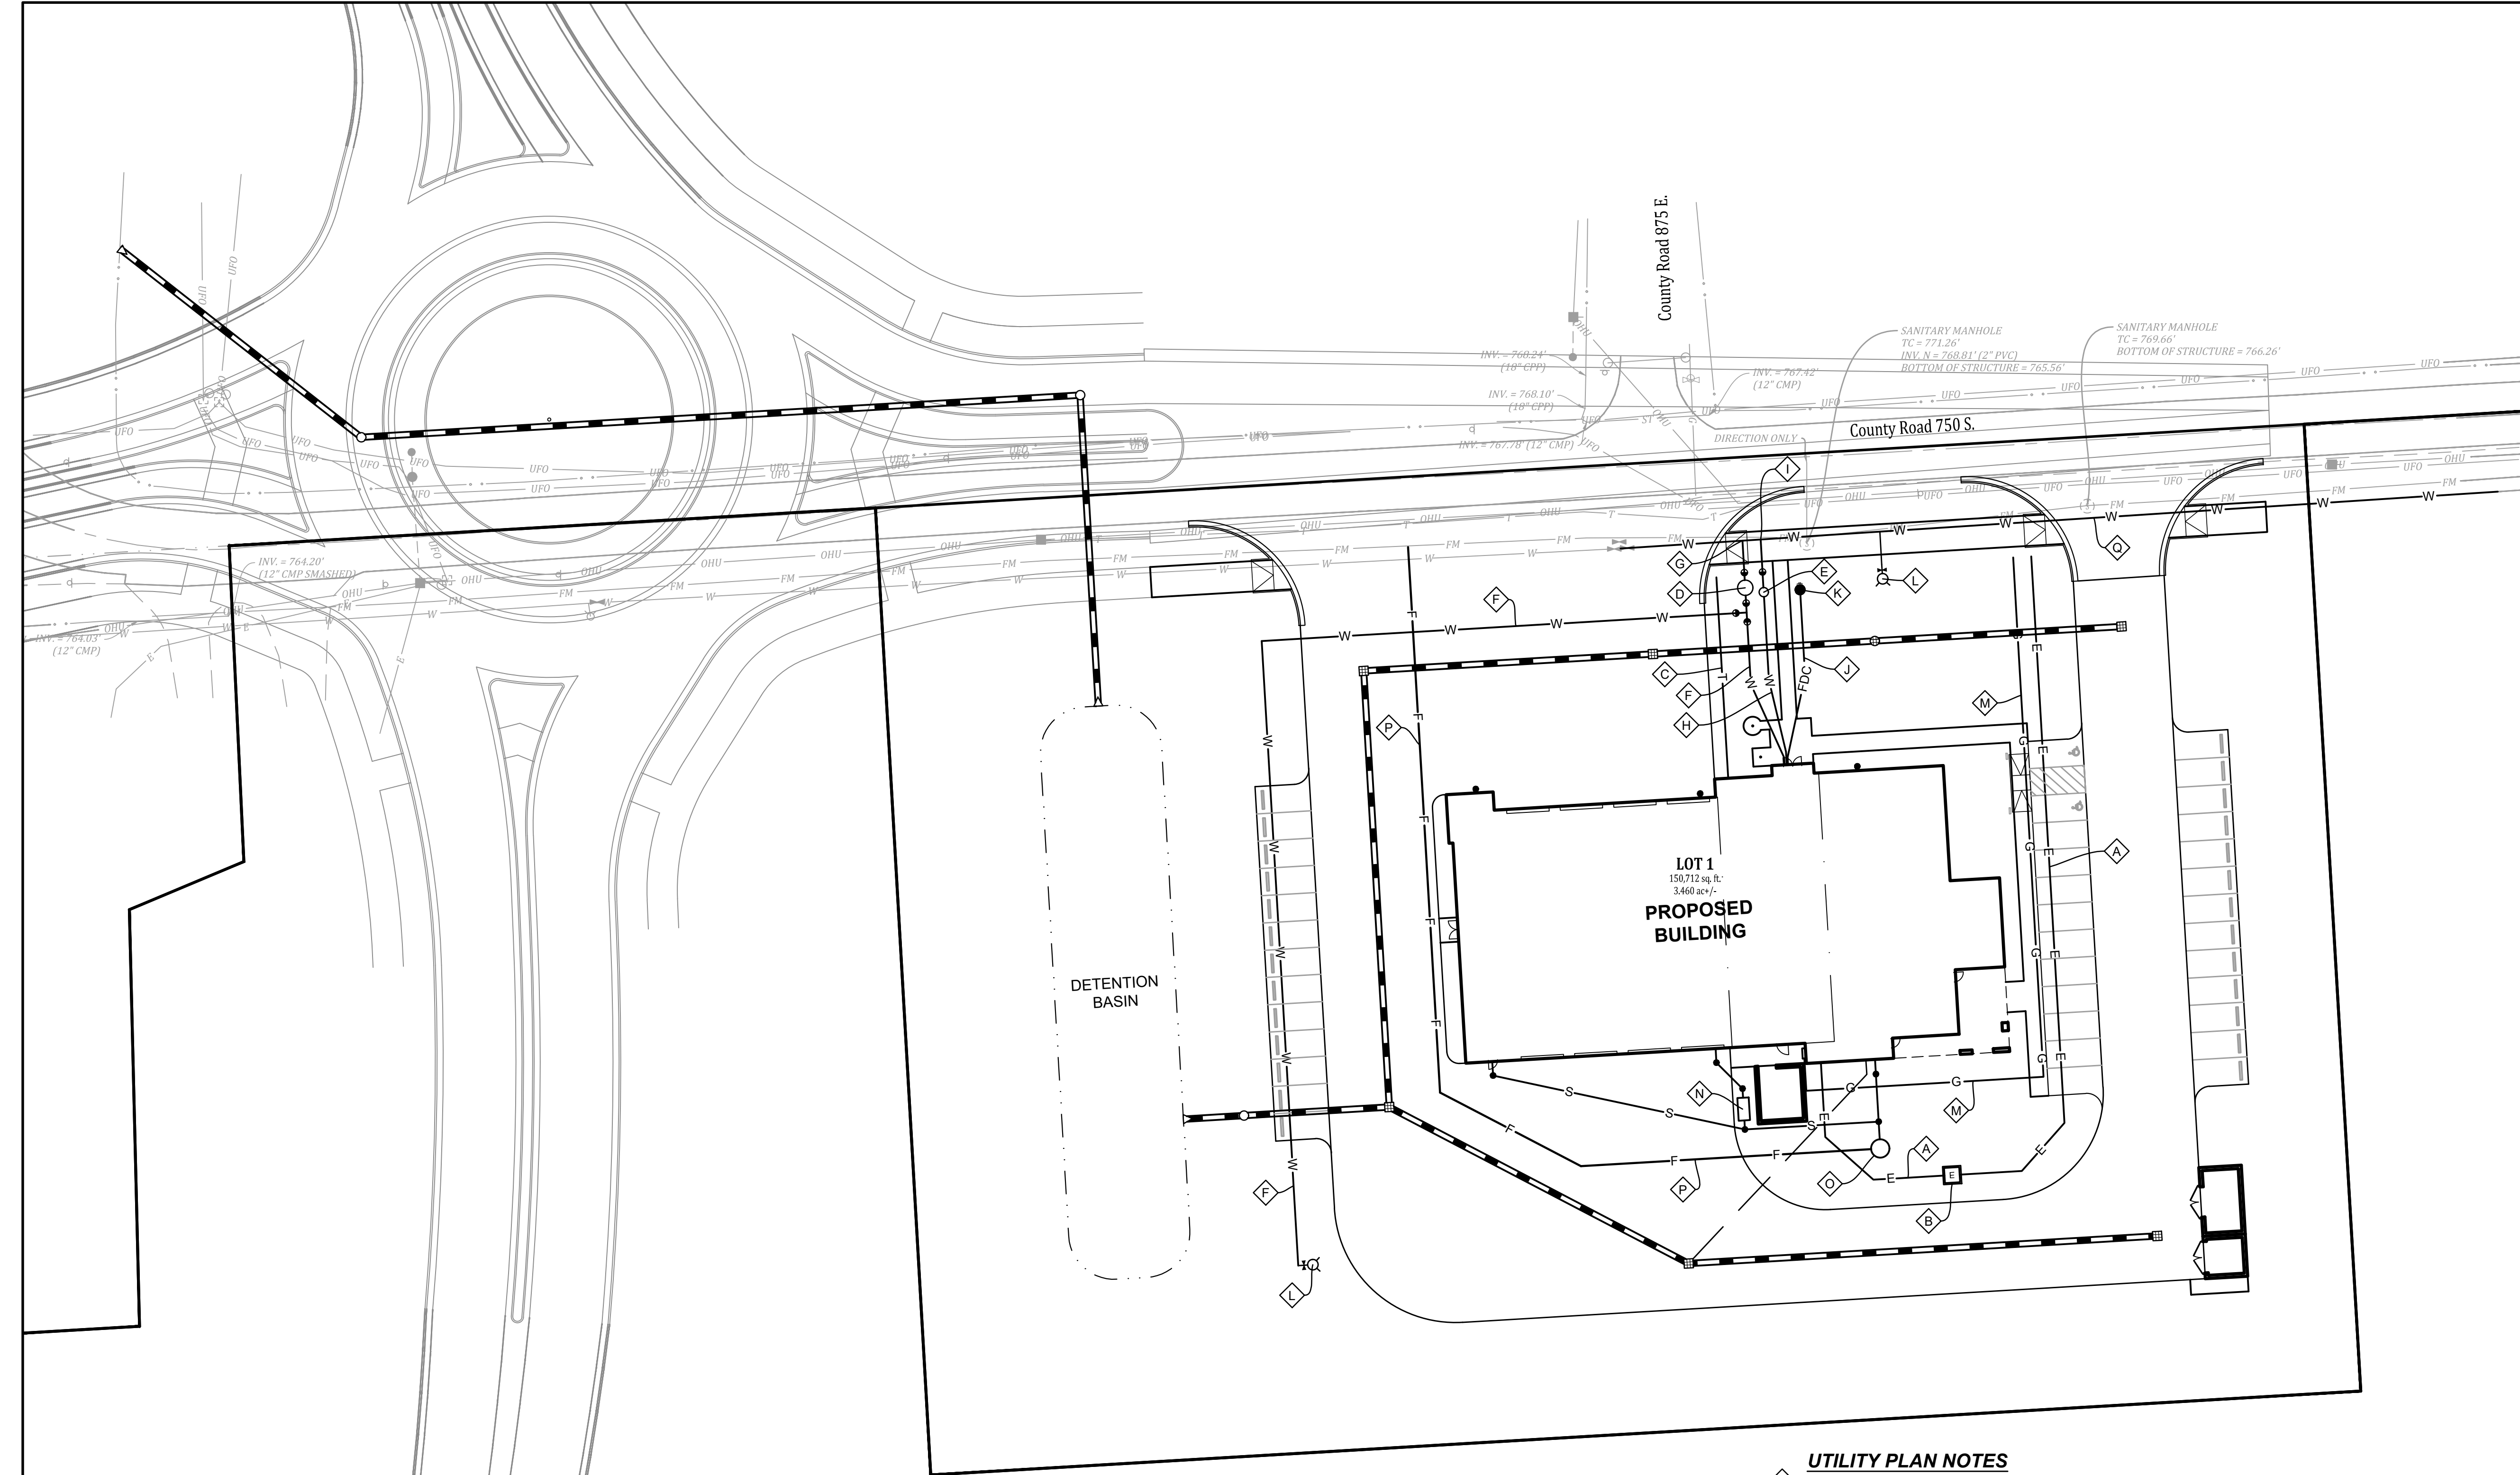 County Road 875 E.
SANITARY MANHOLE
TC = 771.26'
INV. N = 768.81' (2" PVC)
BOTTOM OF STRUCTURE = 765.56'
SANITARY MANHOLE
TC = 769.66'
BOTTOM OF STRUCTURE = 766.26'
INV. = 768.24'
(18" CPP)
INV. = 767.42'
(12" CMP)
INV. = 768.10'
(18" CPP)
County Road 750 S.
DIRECTION ONLY
INV. = 767.78' (12" CMP)
INV. = 764.20'
(12" CMP SMASHED)
INV. = 764.03'
(12" CMP)
UFO
OHU
FM
W
T
E
ST
I
Q
G
E
L
D
K
F
C
J
F
M
H
P
FDC
A
LOT 1
150,712 sq. ft.
3.460 ac+/-
PROPOSED
BUILDING
DETENTION
BASIN
N
M
S
G
F
A
P
O
E
F
B
L
UTILITY PLAN NOTES